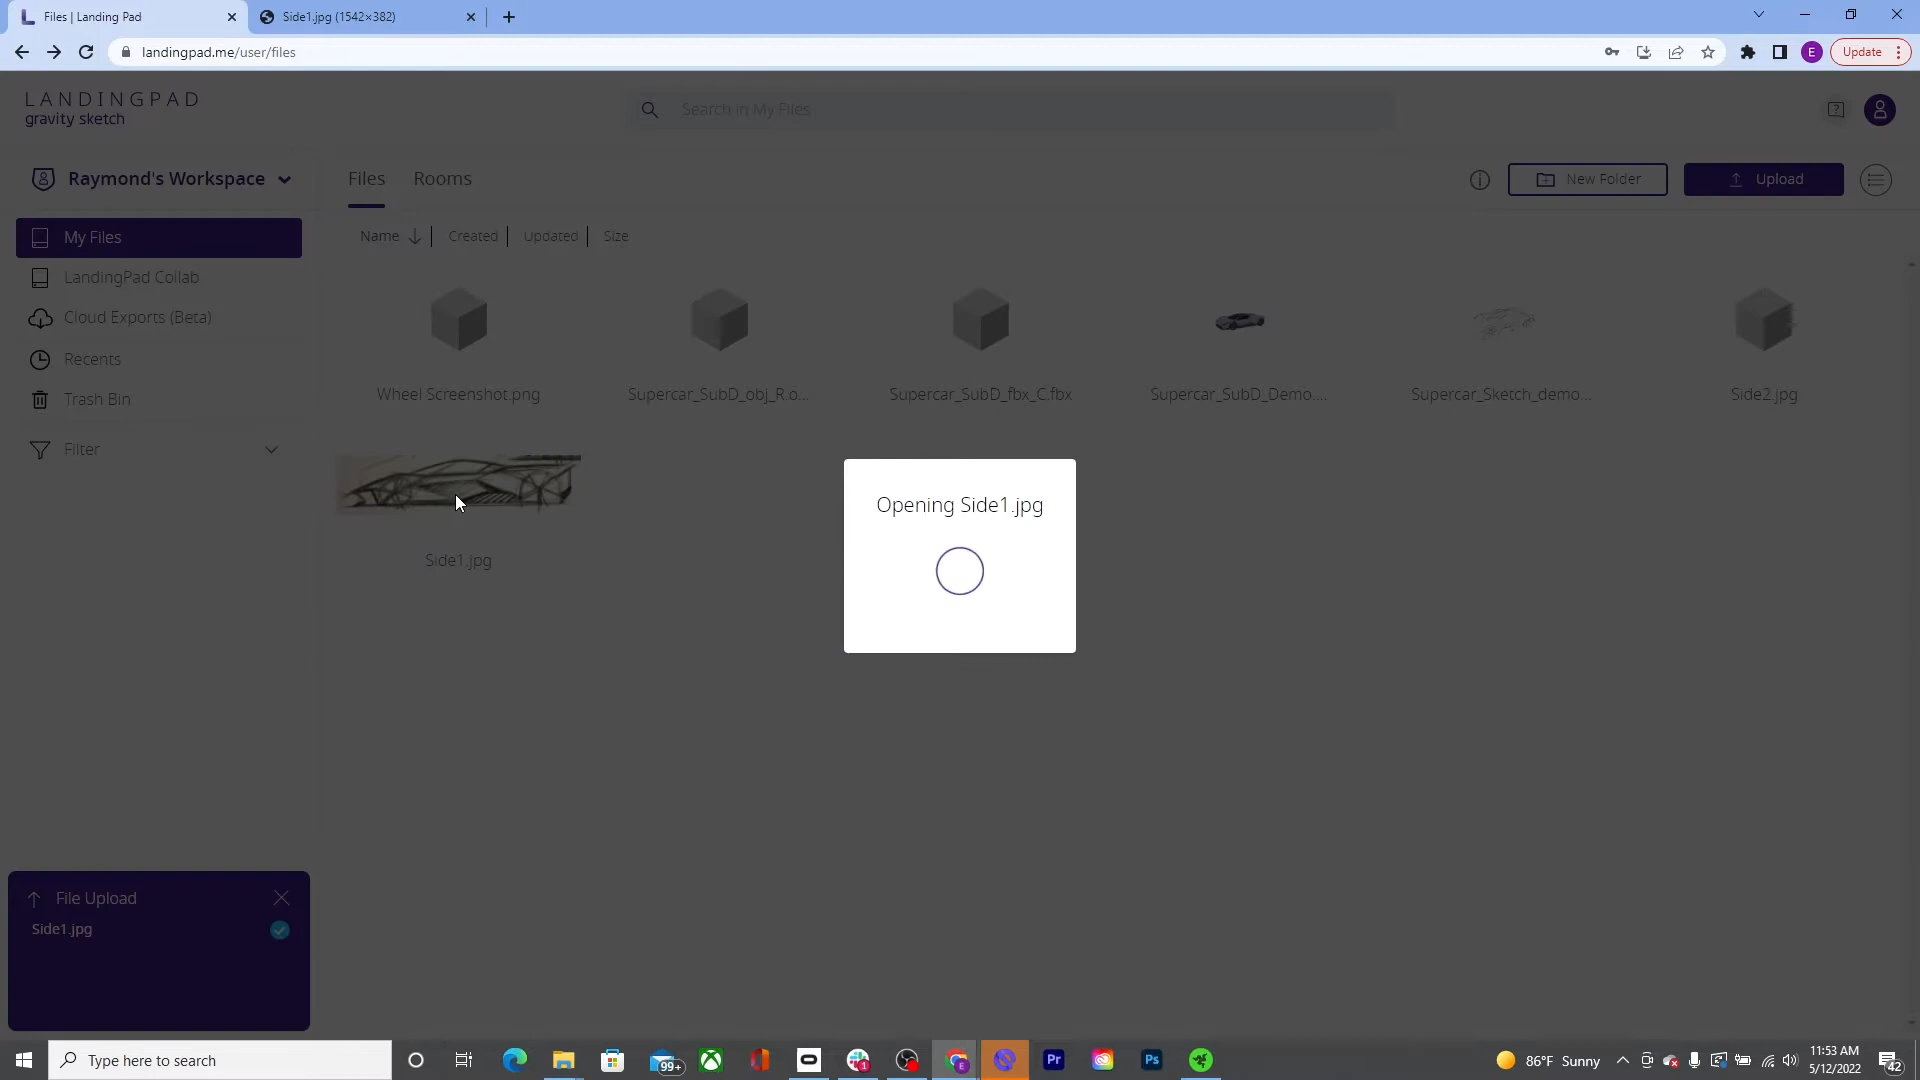 Files | Landing Pad
Side1.jpg (1542×382)
landingpad.me/user/files
E
Update
LANDINGPAD
gravity sketch
Search in My Files
Raymond's Workspace
Files
Rooms
New Folder
Upload
My Files
Name
Created
Updated
Size
LandingPad Collab
Cloud Exports (Beta)
Recents
Trash Bin
Filter
Wheel Screenshot.png
Supercar_SubD_obj_R.o...
Supercar_SubD_fbx_C.fbx
Supercar_SubD_Demo....
Supercar_Sketch_demo...
Side2.jpg
Side1.jpg
Opening Side1.jpg
File Upload
Side1.jpg
Type here to search
99+
1
E
Pr
Ps
86°F Sunny
11:53 AM
5/12/2022
42